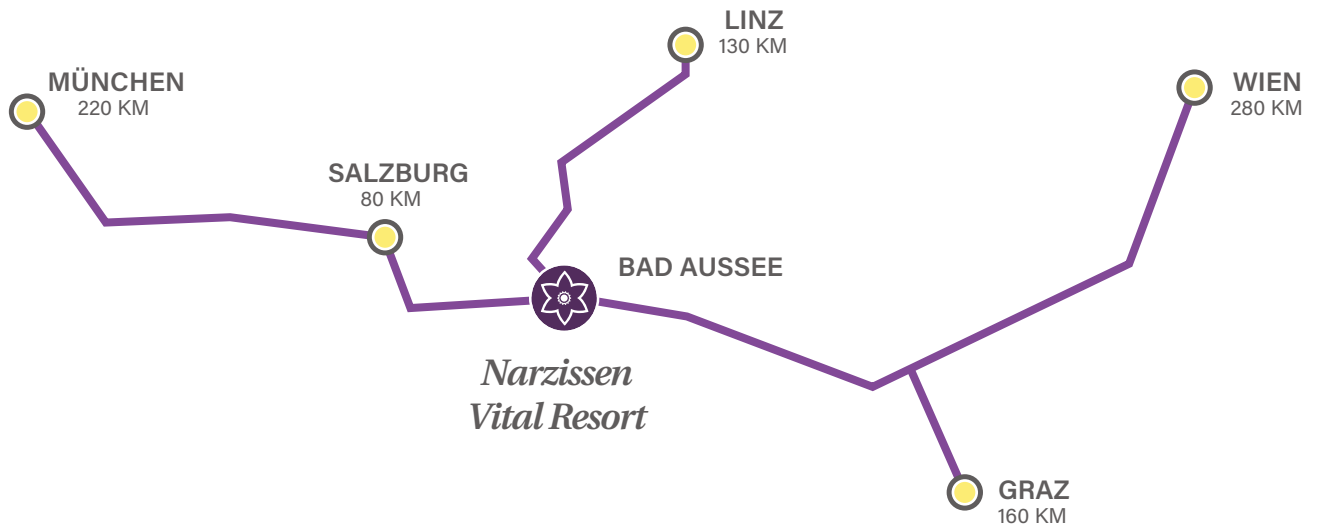 LINZ
130 KM
MÜNCHEN
220 KM
WIEN
280 KM
SALZBURG
80 KM
BAD AUSSEE
Narzissen
Vital Resort
GRAZ
160 KM